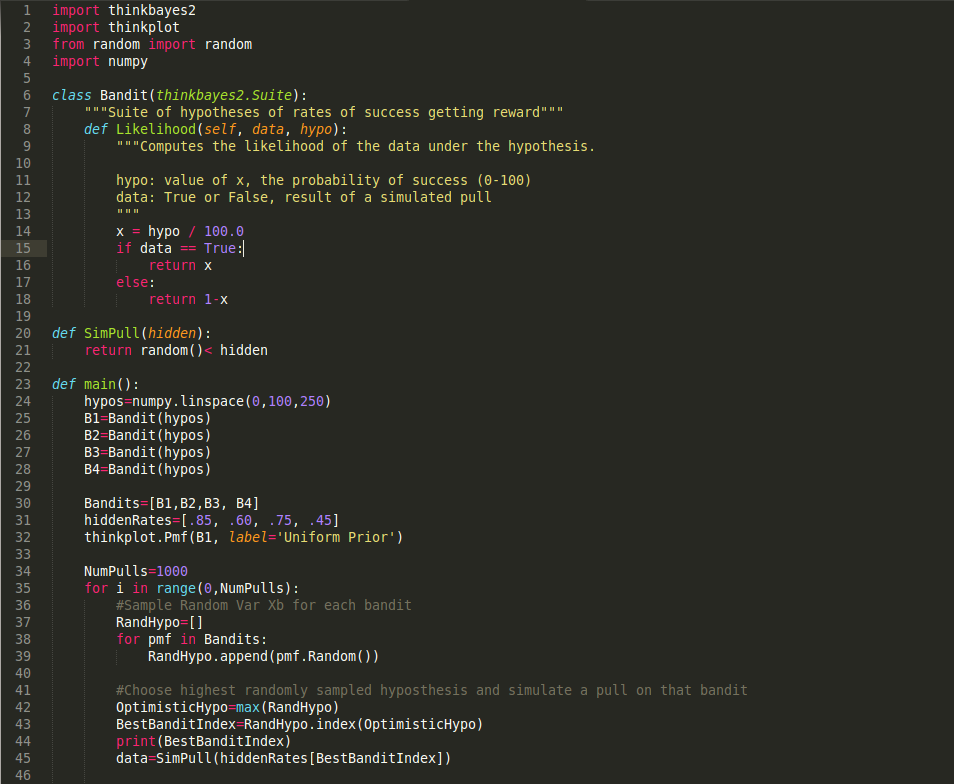 1 import thinkbayes2
2 import thinkplot
3 from random import random
4 import numpy
5
6 class Bandit(thinkbayes2.Suite):
7     """Suite of hypotheses of rates of success getting reward"""
8     def Likelihood(self, data, hypo):
9         """Computes the likelihood of the data under the hypothesis.
10
11         hypo: value of x, the probability of success (0-100)
12         data: True or False, result of a simulated pull
13         """
14         x = hypo / 100.0
15         if data == True:
16             return x
17         else:
18             return 1-x
19
20 def SimPull(hidden):
21     return random()< hidden
22
23 def main():
24     hypos=numpy.linspace(0,100,250)
25     B1=Bandit(hypos)
26     B2=Bandit(hypos)
27     B3=Bandit(hypos)
28     B4=Bandit(hypos)
29
30     Bandits=[B1,B2,B3, B4]
31     hiddenRates=[.85, .60, .75, .45]
32     thinkplot.Pmf(B1, label='Uniform Prior')
33
34     NumPulls=1000
35     for i in range(0,NumPulls):
36         #Sample Random Var Xb for each bandit
37         RandHypo=[]
38         for pmf in Bandits:
39             RandHypo.append(pmf.Random())
40
41         #Choose highest randomly sampled hyposthesis and simulate a pull on that bandit
42         OptimisticHypo=max(RandHypo)
43         BestBanditIndex=RandHypo.index(OptimisticHypo)
44         print(BestBanditIndex)
45         data=SimPull(hiddenRates[BestBanditIndex])
46